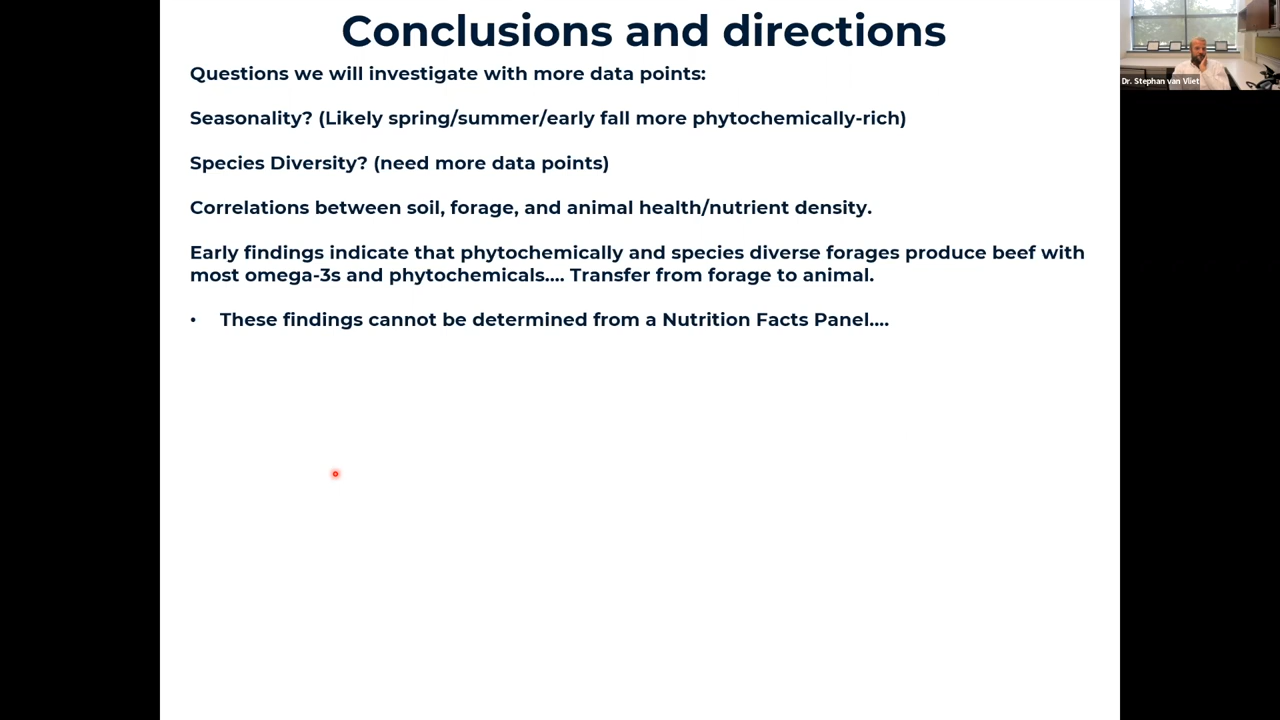 Conclusions and directions
Dr. Stephan van Vliet
Questions we will investigate with more data points:
Seasonality? (Likely spring/summer/early fall more phytochemically-rich)
Species Diversity? (need more data points)
Correlations between soil, forage, and animal health/nutrient density.
Early findings indicate that phytochemically and species diverse forages produce beef with
most omega-3s and phytochemicals.... Transfer from forage to animal.
• These findings cannot be determined from a Nutrition Facts Panel....